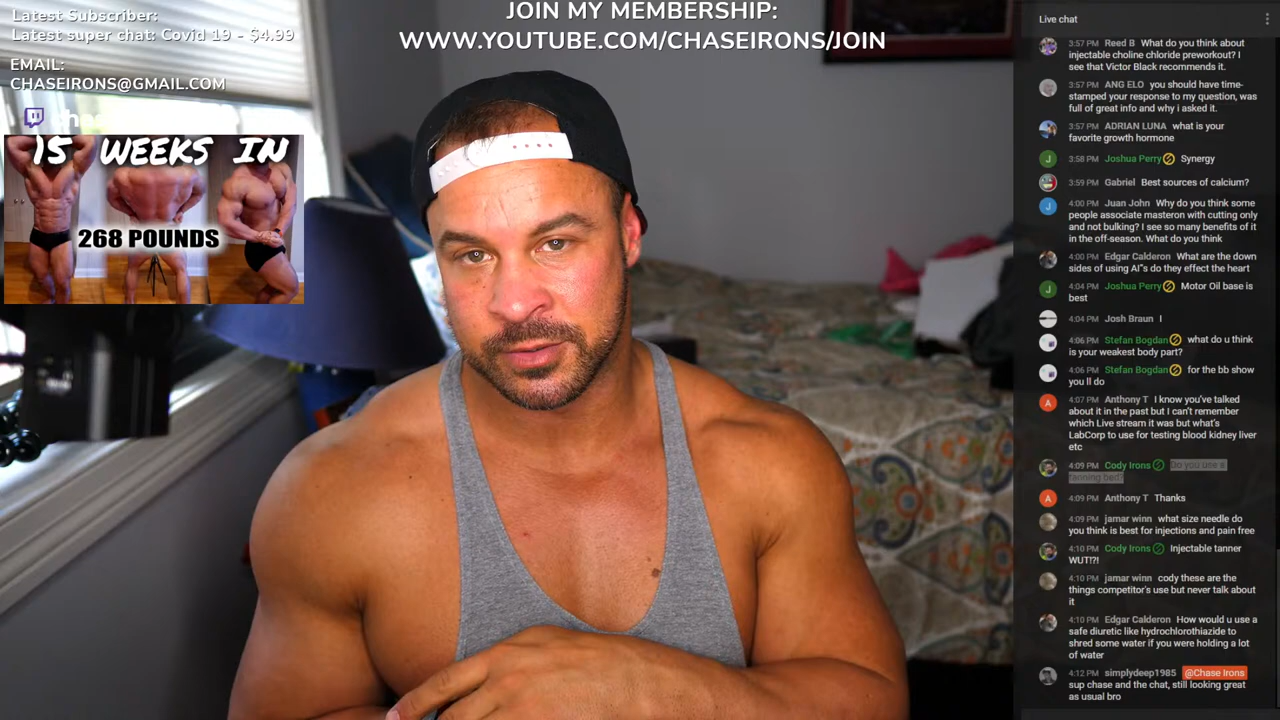 Latest Subscriber:
Latest super chat: Covid 19 - $4.99
EMAIL:
CHASEIRONS@GMAIL.COM
15 WEEKS IN
268 POUNDS
JOIN MY MEMBERSHIP:
WWW.YOUTUBE.COM/CHASEIRONS/JOIN
Live chat
3:57 PM Reed B What do you think about
injectable choline chloride preworkout? I
see that Victor Black recommends it.
3:57 PM ANG ELO you should have time-
stamped your response to my question, was
full of great info and why i asked it.
3:57 PM ADRIAN LUNA what is your
favorite growth hormone
J
3:58 PM Joshua Perry Synergy
3:59 PM Gabriel Best sources of calcium?
J
4:00 PM Juan John Why do you think some
people associate masteron with cutting only
and not bulking? I see so many benefits of it
in the off-season. What do you think
4:00 PM Edgar Calderon What are the down
sides of using AI"s do they effect the heart
J
4:04 PM Joshua Perry Motor Oil base is
best
4:04 PM Josh Braun I
4:06 PM Stefan Bogdan what do u think
is your weakest body part?
4:06 PM Stefan Bogdan for the bb show
you ll do
A
4:07 PM Anthony T I know you've talked
about it in the past but I can't remember
which Live stream it was but what's
LabCorp to use for testing blood kidney liver
etc
4:09 PM Cody Irons Do you use a
tanning bed?
A
4:09 PM Anthony T Thanks
4:09 PM jamar winn what size needle do
you think is best for injections and pain free
4:10 PM Cody Irons Injectable tanner
WUT!?!
4:10 PM jamar winn cody these are the
things competitor's use but never talk about
it
4:10 PM Edgar Calderon How would u use a
safe diuretic like hydrochlorothiazide to
shred some water if you were holding a lot
of water
4:12 PM simplydeep1985 @Chase Irons
sup chase and the chat, still looking great
as usual bro